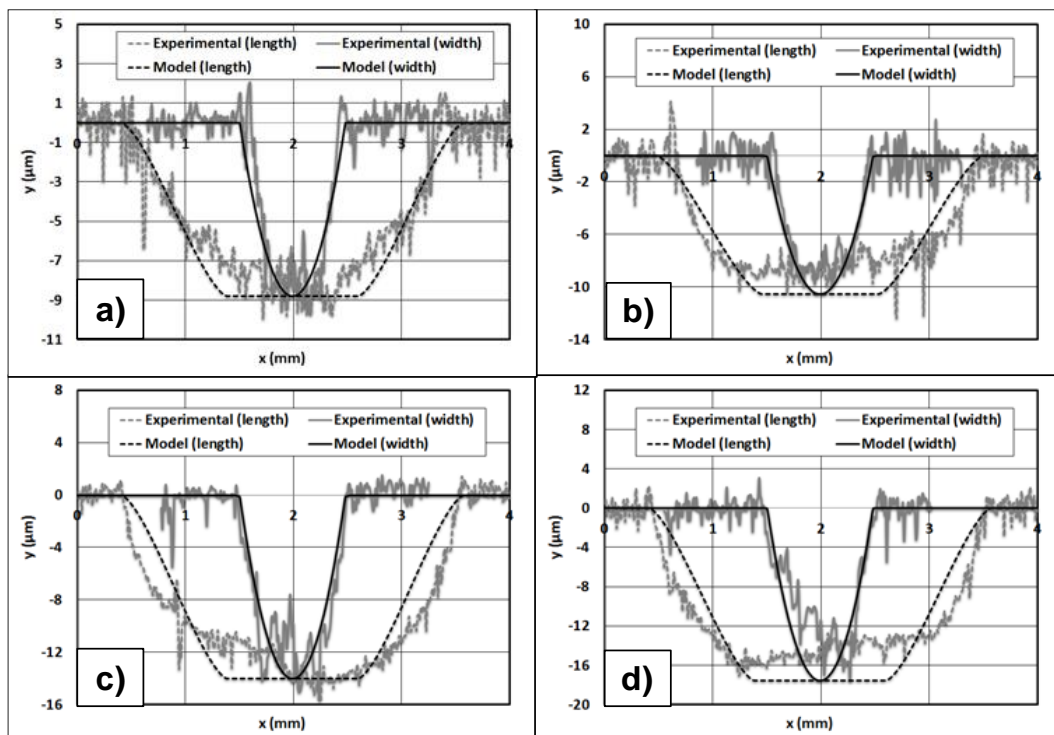 5
Experimental (length) Experimental (width)
Model (length) Model (width)
3
1
-1
-3
-5
-7
-9
-11
0 1 2 3 4
y (µm)
x (mm)
a)
10
Experimental (length) Experimental (width)
Model (length) Model (width)
6
2
-2
-6
-10
-14
0 1 2 3 4
y (µm)
x (mm)
b)
8
Experimental (length) Experimental (width)
Model (length) Model (width)
4
0
-4
-8
-12
-16
0 1 2 3 4
y (µm)
x (mm)
c)
12
Experimental (length) Experimental (width)
Model (length) Model (width)
8
4
0
-4
-8
-12
-16
-20
0 1 2 3 4
y (µm)
x (mm)
d)